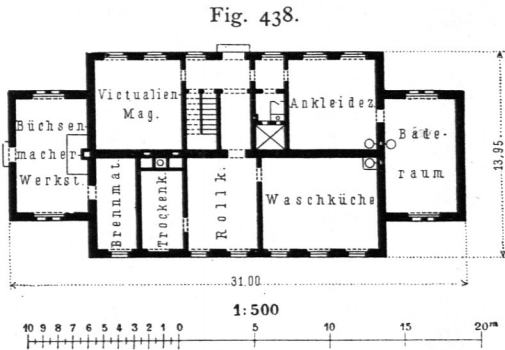 Fig. 438.
Victualien-
Mag.
Ankleidez.
Büchsen-
macher-
Werkst.
Bade-
raum
Brennmat.
Trockenk.
Rollk.
Waschküche
13,95
31.00
1:500
10 9 8 7 6 5 4 3 2 1 0 5 10 15 20m